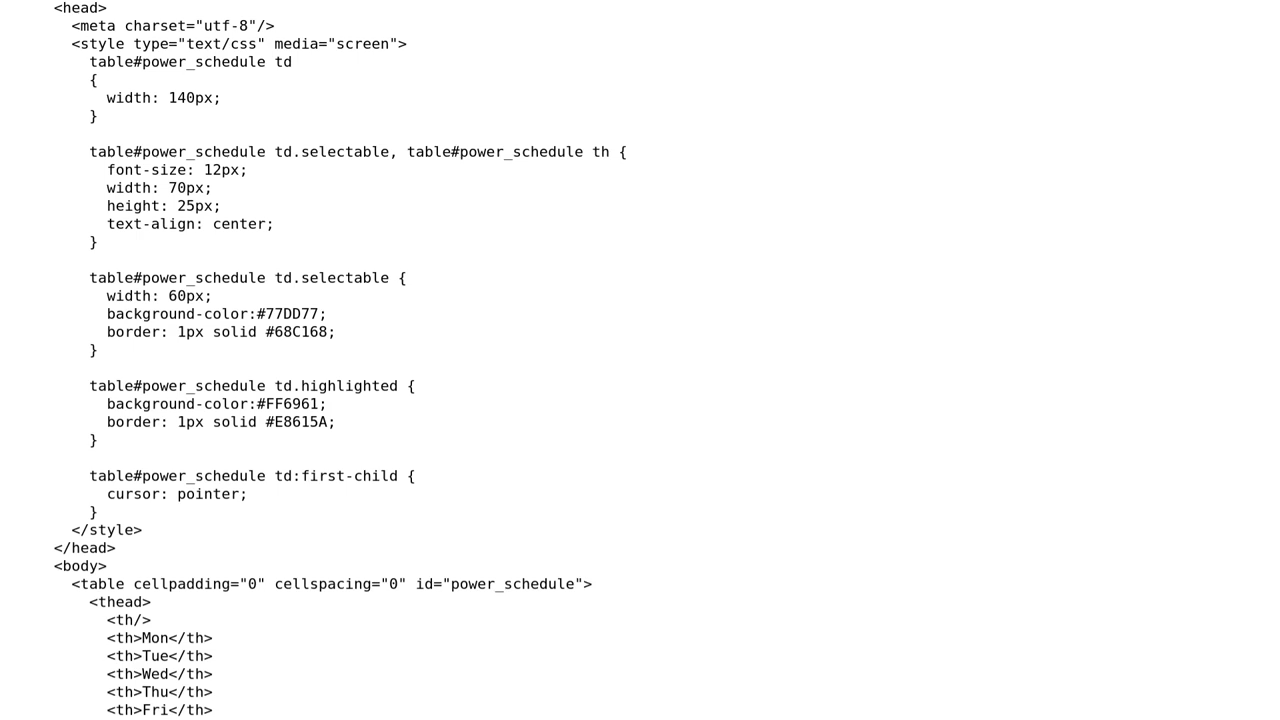 <head>
  <meta charset="utf-8"/>
  <style type="text/css" media="screen">
    table#power_schedule td
    {
      width: 140px;
    }

    table#power_schedule td.selectable, table#power_schedule th {
      font-size: 12px;
      width: 70px;
      height: 25px;
      text-align: center;
    }

    table#power_schedule td.selectable {
      width: 60px;
      background-color:#77DD77;
      border: 1px solid #68C168;
    }

    table#power_schedule td.highlighted {
      background-color:#FF6961;
      border: 1px solid #E8615A;
    }

    table#power_schedule td:first-child {
      cursor: pointer;
    }
  </style>
</head>
<body>
  <table cellpadding="0" cellspacing="0" id="power_schedule">
    <thead>
      <th/>
      <th>Mon</th>
      <th>Tue</th>
      <th>Wed</th>
      <th>Thu</th>
      <th>Fri</th>